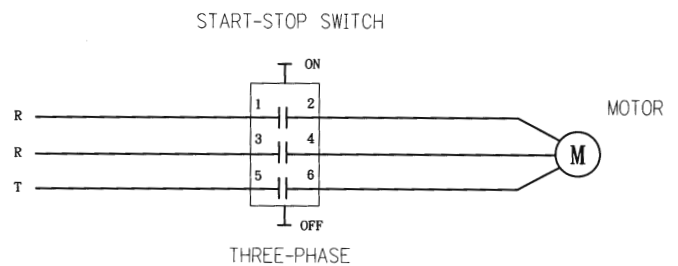 START-STOP SWITCH
ON
1 2
R
MOTOR
3 4
R
M
5 6
T
OFF
THREE-PHASE